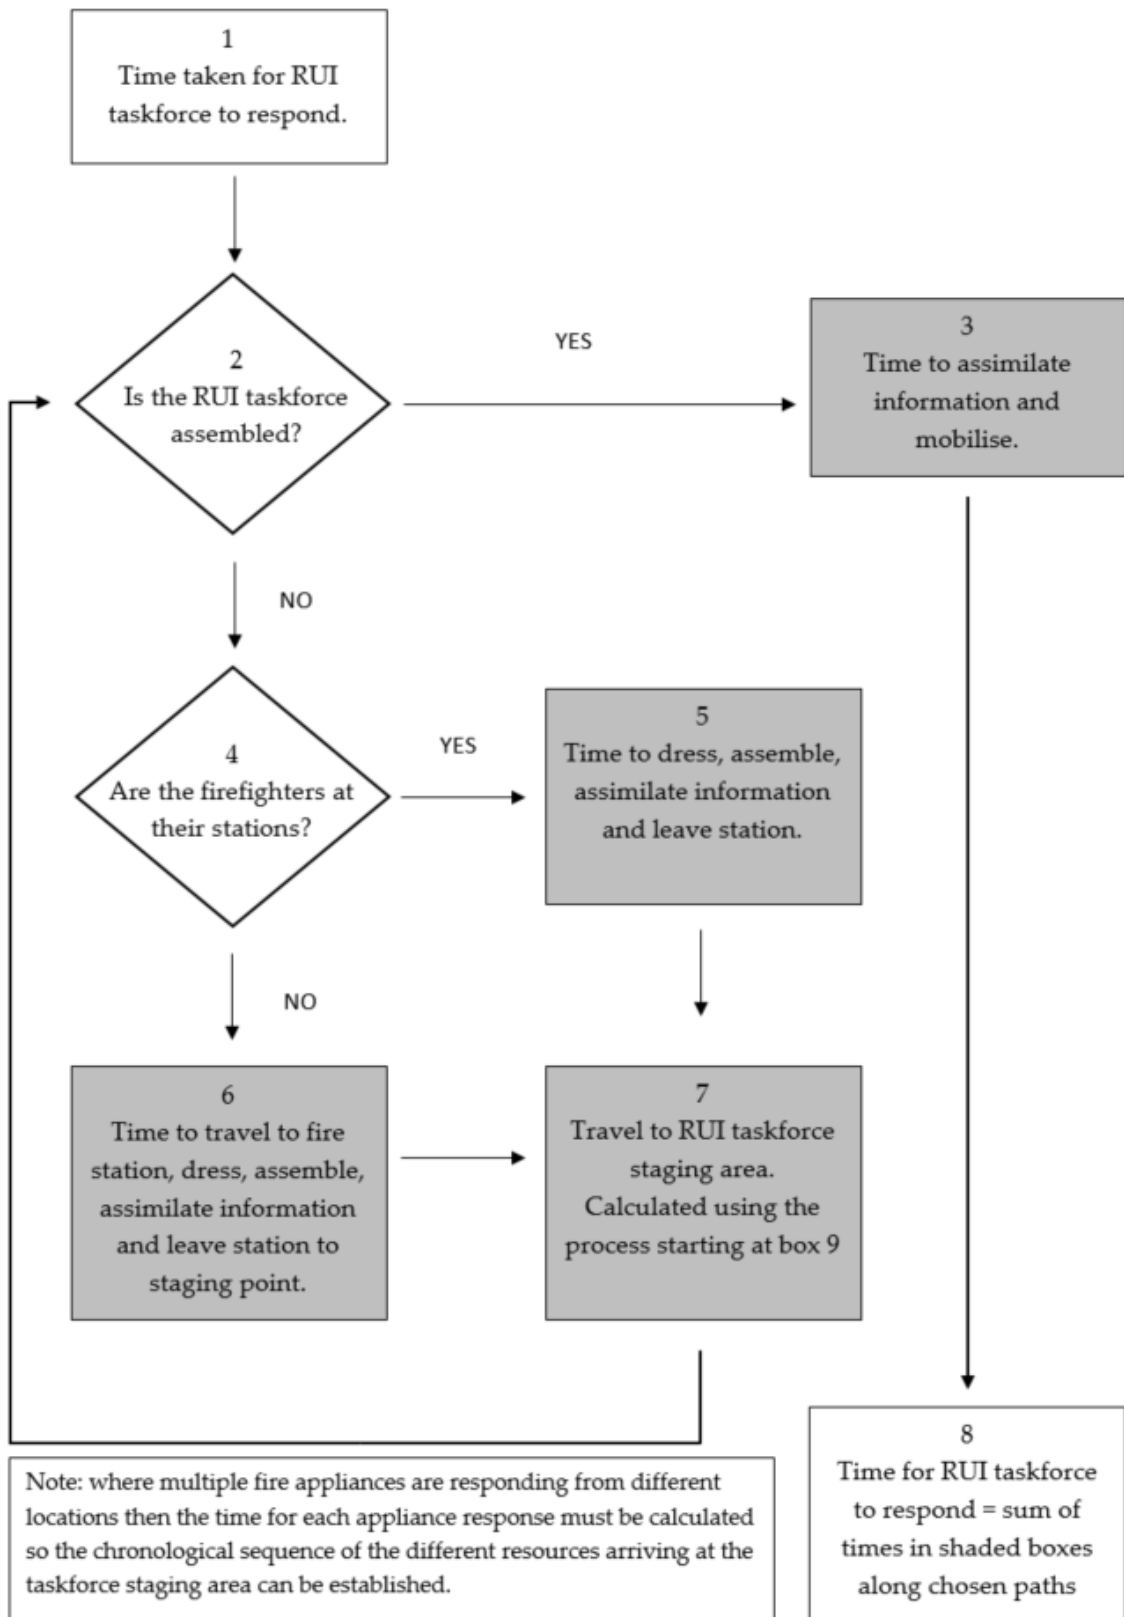 1
Time taken for RUI
taskforce to respond.
2
Is the RUI taskforce
assembled?
YES
3
Time to assimilate
information and
mobilise.
NO
4
Are the firefighters at
their stations?
YES
5
Time to dress, assemble,
assimilate information
and leave station.
NO
6
Time to travel to fire
station, dress, assemble,
assimilate information
and leave station to
staging point.
7
Travel to RUI taskforce
staging area.
Calculated using the
process starting at box 9
8
Time for RUI taskforce
to respond = sum of
times in shaded boxes
along chosen paths
Note: where multiple fire appliances are responding from different
locations then the time for each appliance response must be calculated
so the chronological sequence of the different resources arriving at the
taskforce staging area can be established.